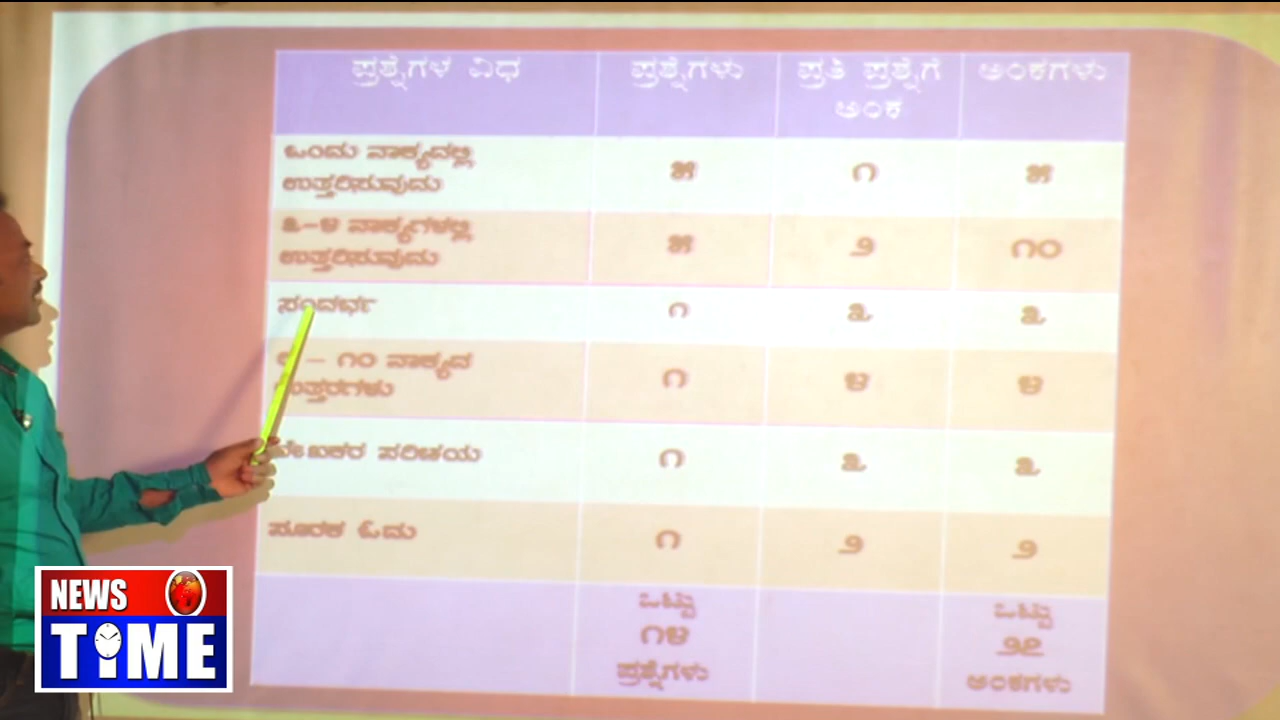 ಪ್ರಶ್ನೆಗಳ ವಿಧ ಪ್ರಶ್ನೆಗಳು ಪ್ರತಿ ಪ್ರಶ್ನೆಗೆ ಅಂಕಗಳು
ಅಂಕ
ಒಂದು ವಾಕ್ಯದಲ್ಲಿ
ಉತ್ತರಿಸುವುದು ೫ ೧ ೫
೩-೪ ವಾಕ್ಯಗಳಲ್ಲಿ
ಉತ್ತರಿಸುವುದು ೫ ೨ ೧೦
ಸಂದರ್ಭ ೧ ೩ ೩
– ೧೦ ವಾಕ್ಯದ
ಉತ್ತರಗಳು ೧ ೪ ೪
ಲೇಖಕರ ಪರಿಚಯ ೧ ೩ ೩
ಪೂರಕ ಓದು ೧ ೨ ೨
ಒಟ್ಟು ಒಟ್ಟು
೧೪
ಪ್ರಶ್ನೆಗಳು ಅಂಕಗಳು
NEWS
TiME